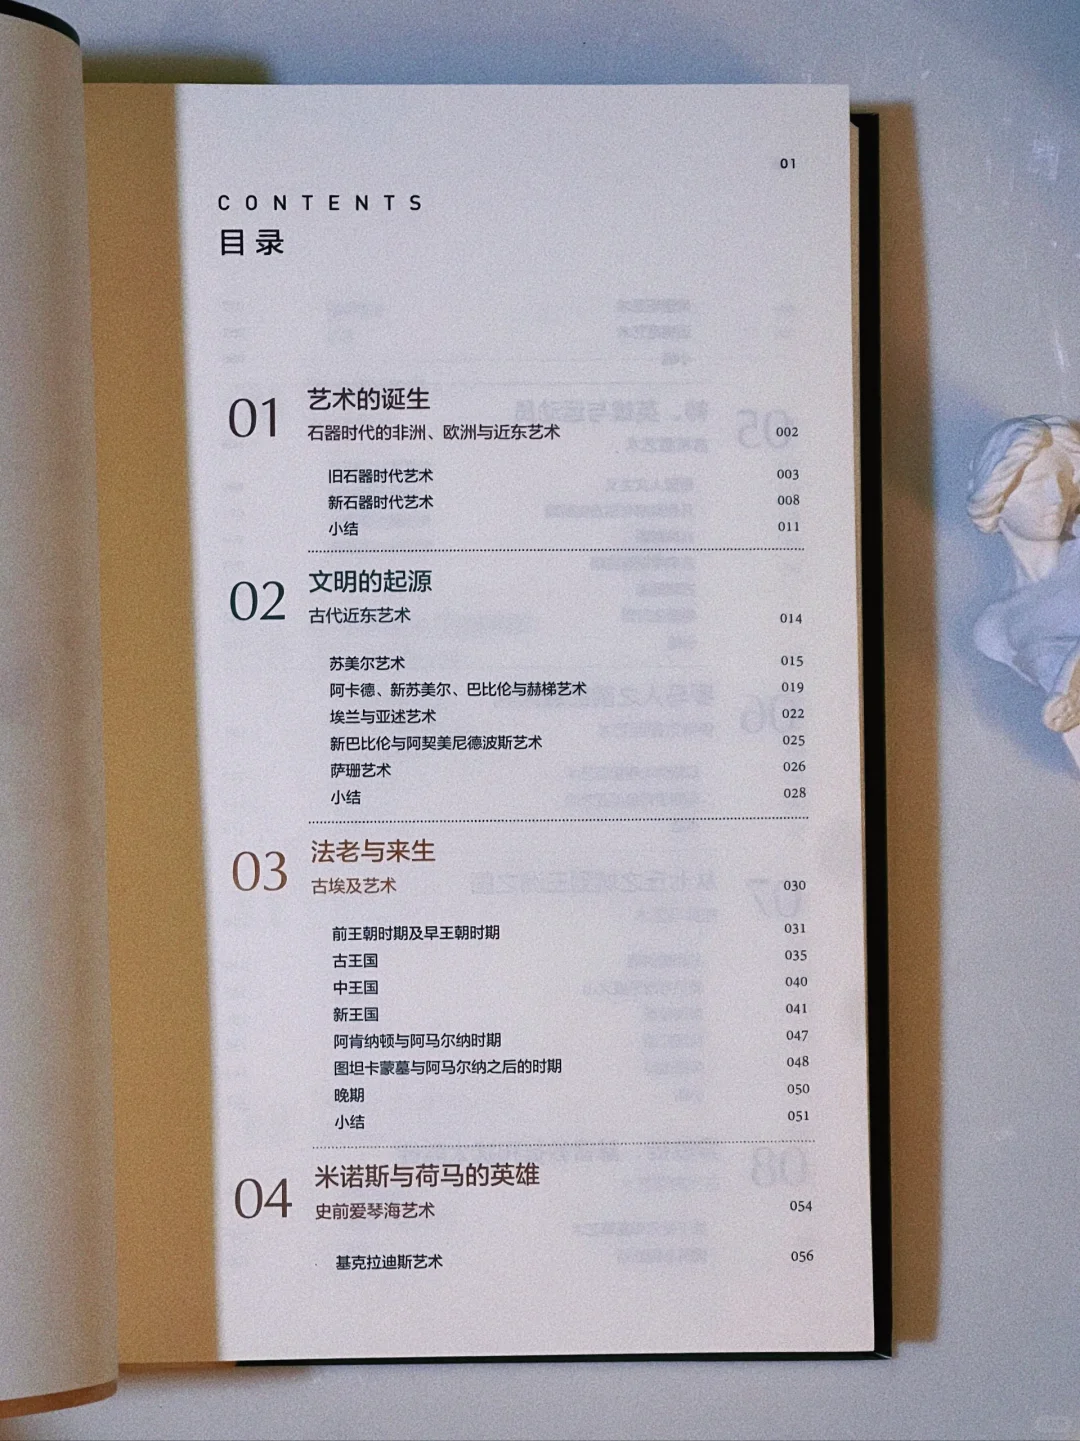 01
CONTENTS
目录
01 艺术的诞生
石器时代的非洲、欧洲与近东艺术 002
旧石器时代艺术 003
新石器时代艺术 008
小结 011
02 文明的起源
古代近东艺术 014
苏美尔艺术 015
阿卡德、新苏美尔、巴比伦与赫梯艺术 019
埃兰与亚述艺术 022
新巴比伦与阿契美尼德波斯艺术 025
萨珊艺术 026
小结 028
03 法老与来生
古埃及艺术 030
前王朝时期及早王朝时期 031
古王国 035
中王国 040
新王国 041
阿肯纳顿与阿马尔纳时期 047
图坦卡蒙墓与阿马尔纳之后的时期 048
晚期 050
小结 051
04 米诺斯与荷马的英雄
史前爱琴海艺术 054
基克拉迪斯艺术 056